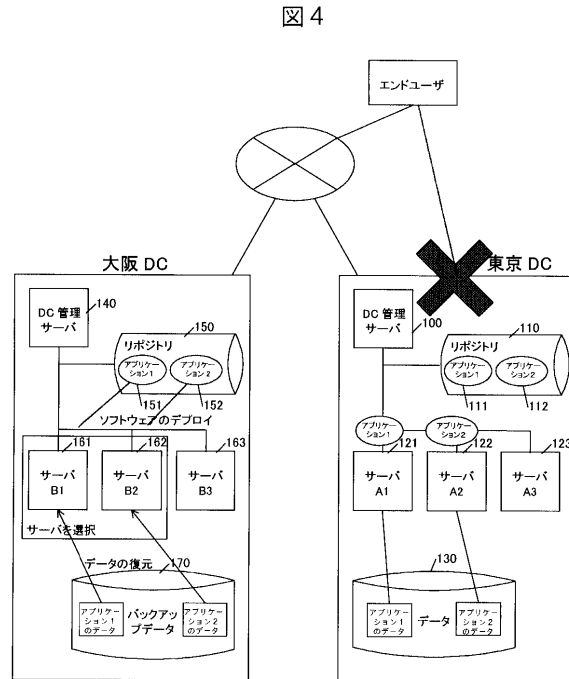 図４
エンドユーザ
大阪 DC
DC 管理
サーバ
140
150
リポジトリ
アプリケー
ション1
アプリケー
ション2
151
152
ソフトウェアのデプロイ
161
162
163
サーバ
B1
サーバ
B2
サーバ
B3
サーバを選択
データの復元
170
アプリケー
ション1
のデータ
バックアッ
プデータ
アプリケー
ション2
のデータ
東京 DC
DC 管理
サーバ
100
110
リポジトリ
アプリケー
ション1
アプリケー
ション2
111
112
アプリケー
ション1
アプリケー
ション2
121
122
123
サーバ
A1
サーバ
A2
サーバ
A3
130
アプリケー
ション1
のデータ
データ
アプリケー
ション2
のデータ